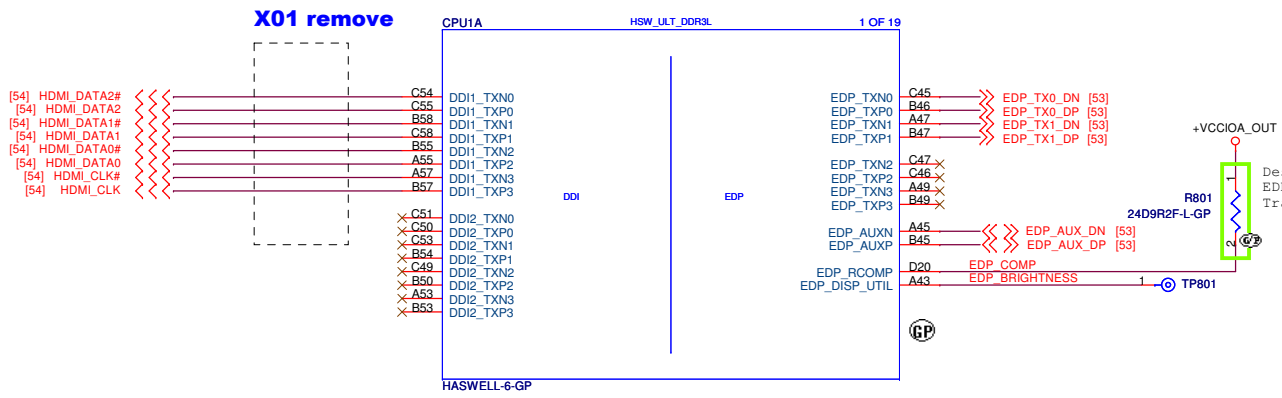 X01 remove
CPU1A HSW_ULT_DDR3L 1 OF 19
[54] HDMI_DATA2# C54 DDI1_TXN0
[54] HDMI_DATA2 C55 DDI1_TXP0
[54] HDMI_DATA1# B58 DDI1_TXN1
[54] HDMI_DATA1 C58 DDI1_TXP1
[54] HDMI_DATA0# B55 DDI1_TXN2
[54] HDMI_DATA0 A55 DDI1_TXP2
[54] HDMI_CLK# A57 DDI1_TXN3
[54] HDMI_CLK B57 DDI1_TXP3
C51 DDI2_TXN0
C50 DDI2_TXP0
C53 DDI2_TXN1
B54 DDI2_TXP1
C49 DDI2_TXN2
B50 DDI2_TXP2
A53 DDI2_TXN3
B53 DDI2_TXP3
DDI EDP
EDP_TXN0 C45 EDP_TX0_DN [53]
EDP_TXP0 B46 EDP_TX0_DP [53]
EDP_TXN1 A47 EDP_TX1_DN [53]
EDP_TXP1 B47 EDP_TX1_DP [53]
EDP_TXN2 C47
EDP_TXP2 C46
EDP_TXN3 A49
EDP_TXP3 B49
EDP_AUXN A45 EDP_AUX_DN [53]
EDP_AUXP B45 EDP_AUX_DP [53]
EDP_RCOMP D20 EDP_COMP
EDP_DISP_UTIL A43 EDP_BRIGHTNESS 1 TP801
+VCCIOA_OUT
1
R801
24D9R2F-L-GP
2
GP
HASWELL-6-GP